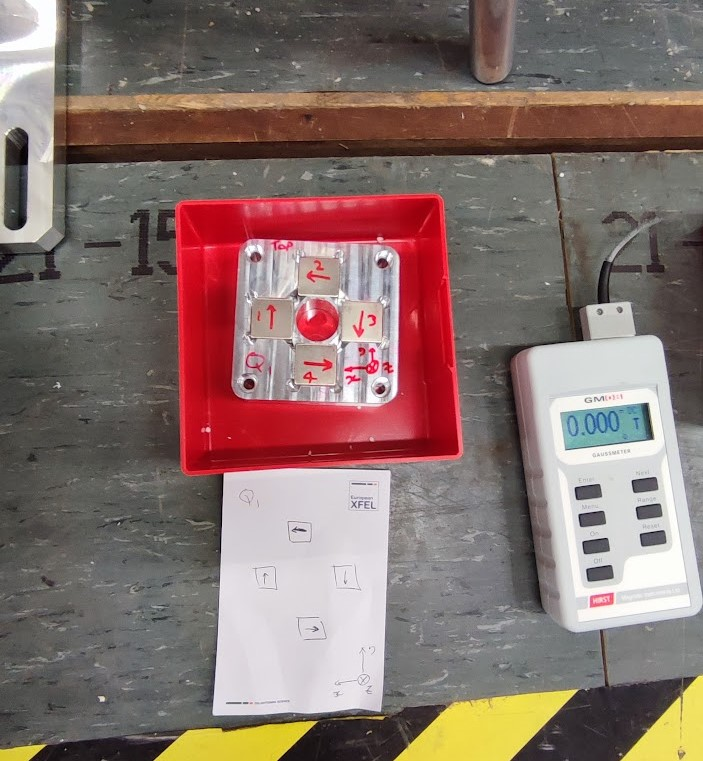 21-15
21
TOP
2
1
3
4
Q1
y
x
z
GM08
0.000
DC
T
GAUSSMETER
Menu
On
Off
Next
Range
Reset
HIRST
Q1
European
XFEL
y
x
z